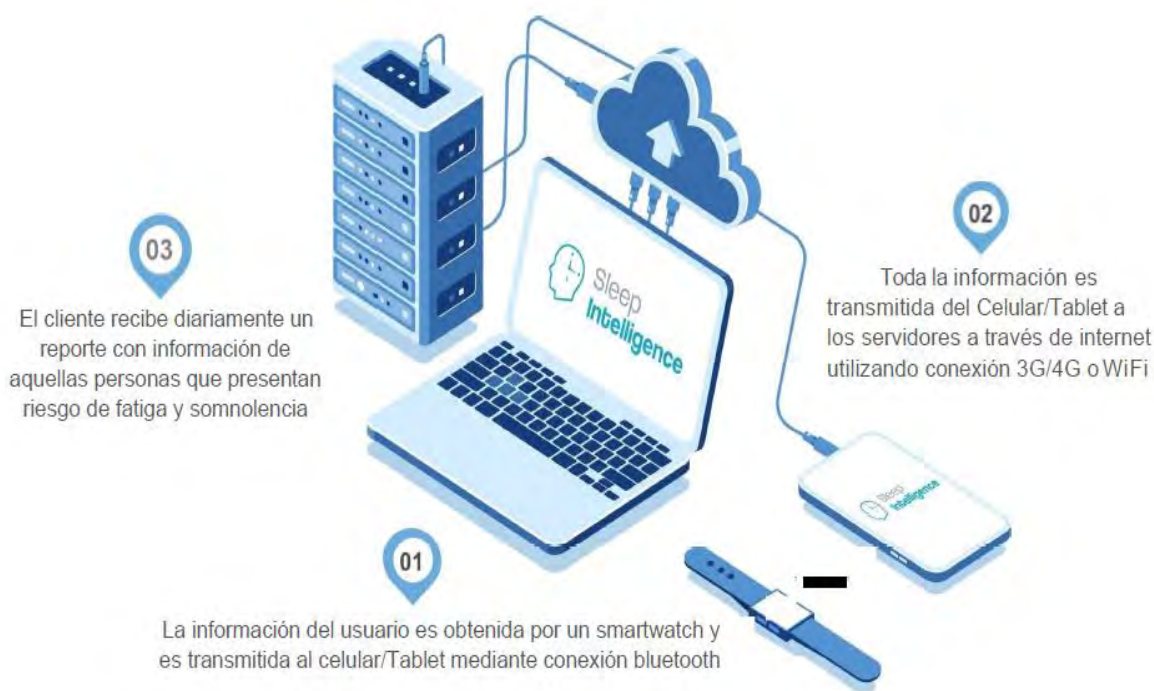 Sleep
Intelligence
03
El cliente recibe diariamente un
reporte con información de
aquellas personas que presentan
riesgo de fatiga y somnolencia
02
Toda la información es
transmitida del Celular/Tablet a
los servidores a través de internet
utilizando conexión 3G/4G o WiFi
Sleep
Intelligence
01
La información del usuario es obtenida por un smartwatch y
es transmitida al celular/Tablet mediante conexión bluetooth